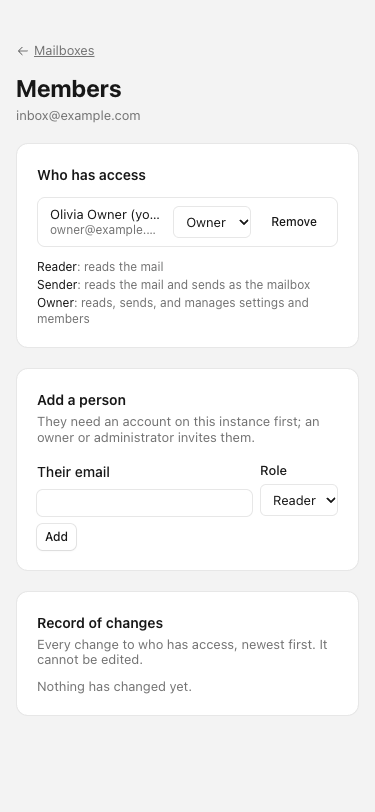 ← Mailboxes
Members
inbox@example.com
Who has access
Olivia Owner (yo...
owner@example....
Owner
Remove
Reader: reads the mail
Sender: reads the mail and sends as the mailbox
Owner: reads, sends, and manages settings and
members
Add a person
They need an account on this instance first; an
owner or administrator invites them.
Their email
Role
Reader
Add
Record of changes
Every change to who has access, newest first. It
cannot be edited.
Nothing has changed yet.